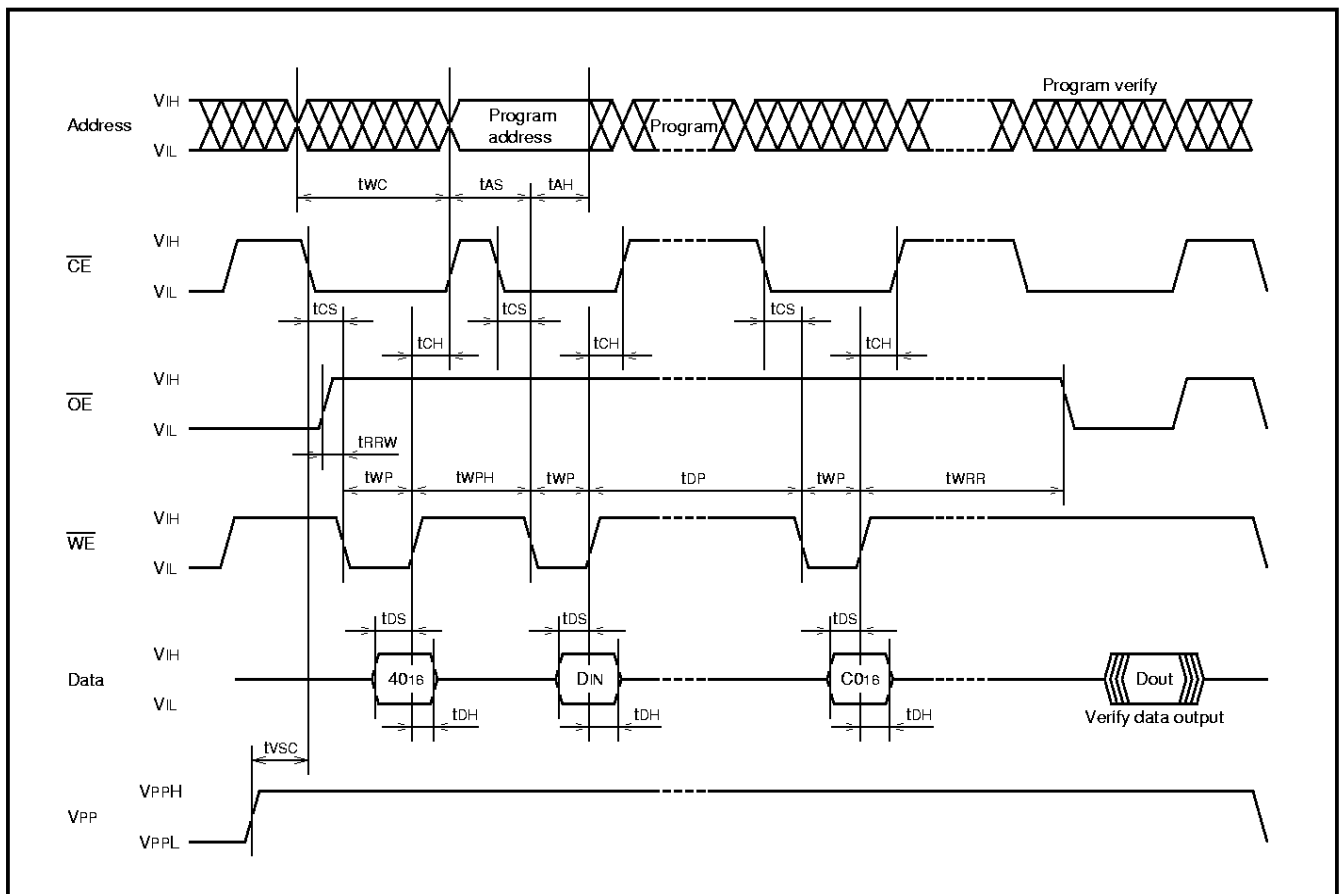 Program verify
Address VIH Program address Program
VIL
tWC tAS tAH
CE VIH
VIL
tCS tCS tCS
tCH tCH tCH
OE VIH
VIL
tRRW
tWP tWPH tWP tDP tWP tWRR
WE VIH
VIL
tDS tDS tDS
VIH
Data 4016 DIN C016 Dout
VIL
Verify data output
tDH tDH tDH
tVSC
VPPH
VPP
VPPL